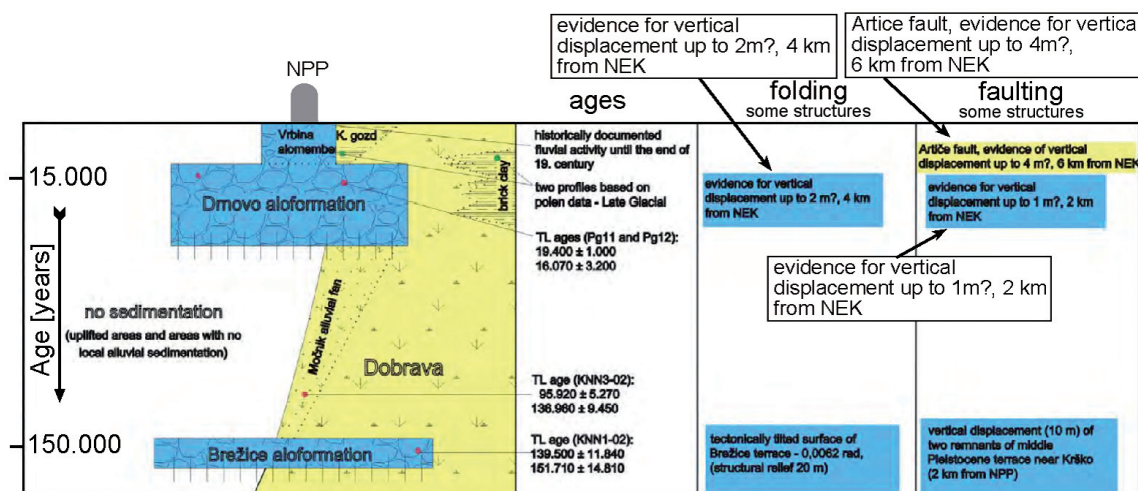 evidence for vertical
displacement up to 2m?, 4 km
from NEK
Artice fault, evidence for vertical
displacement up to 4m?,
6 km from NEK
NPP
ages
folding
some structures
faulting
some structures
Vrbina
alomember
K. gozd
brick clay
historically documented
fluvial activity until the end of
19. century
two profiles based on
polen data - Late Glacial
TL ages (Pg11 and Pg12):
19.400 ± 1.000
16.070 ± 3.200
Artiče fault, evidence of vertical
displacement up to 4 m?, 6 km from NEK
evidence for vertical
displacement up to 2 m?, 4 km
from NEK
evidence for vertical
displacement up to 1 m?, 2 km
from NEK
15.000
Drnovo aloformation
evidence for vertical
displacement up to 1m?, 2 km
from NEK
Age [years]
no sedimentation
(uplifted areas and areas with no
local alluvial sedimentation)
Močnik alluvial fan
Dobrava
TL age (KNN3-02):
95.920 ± 5.270
136.960 ± 9.450
150.000
Brežice aloformation
TL age (KNN1-02):
139.500 ± 11.840
151.710 ± 14.810
tectonically tilted surface of
Brežice terrace - 0,0062 rad,
(structural relief 20 m)
vertical displacement (10 m) of
two remnants of middle
Pleistocene terrace near Krško
(2 km from NPP)